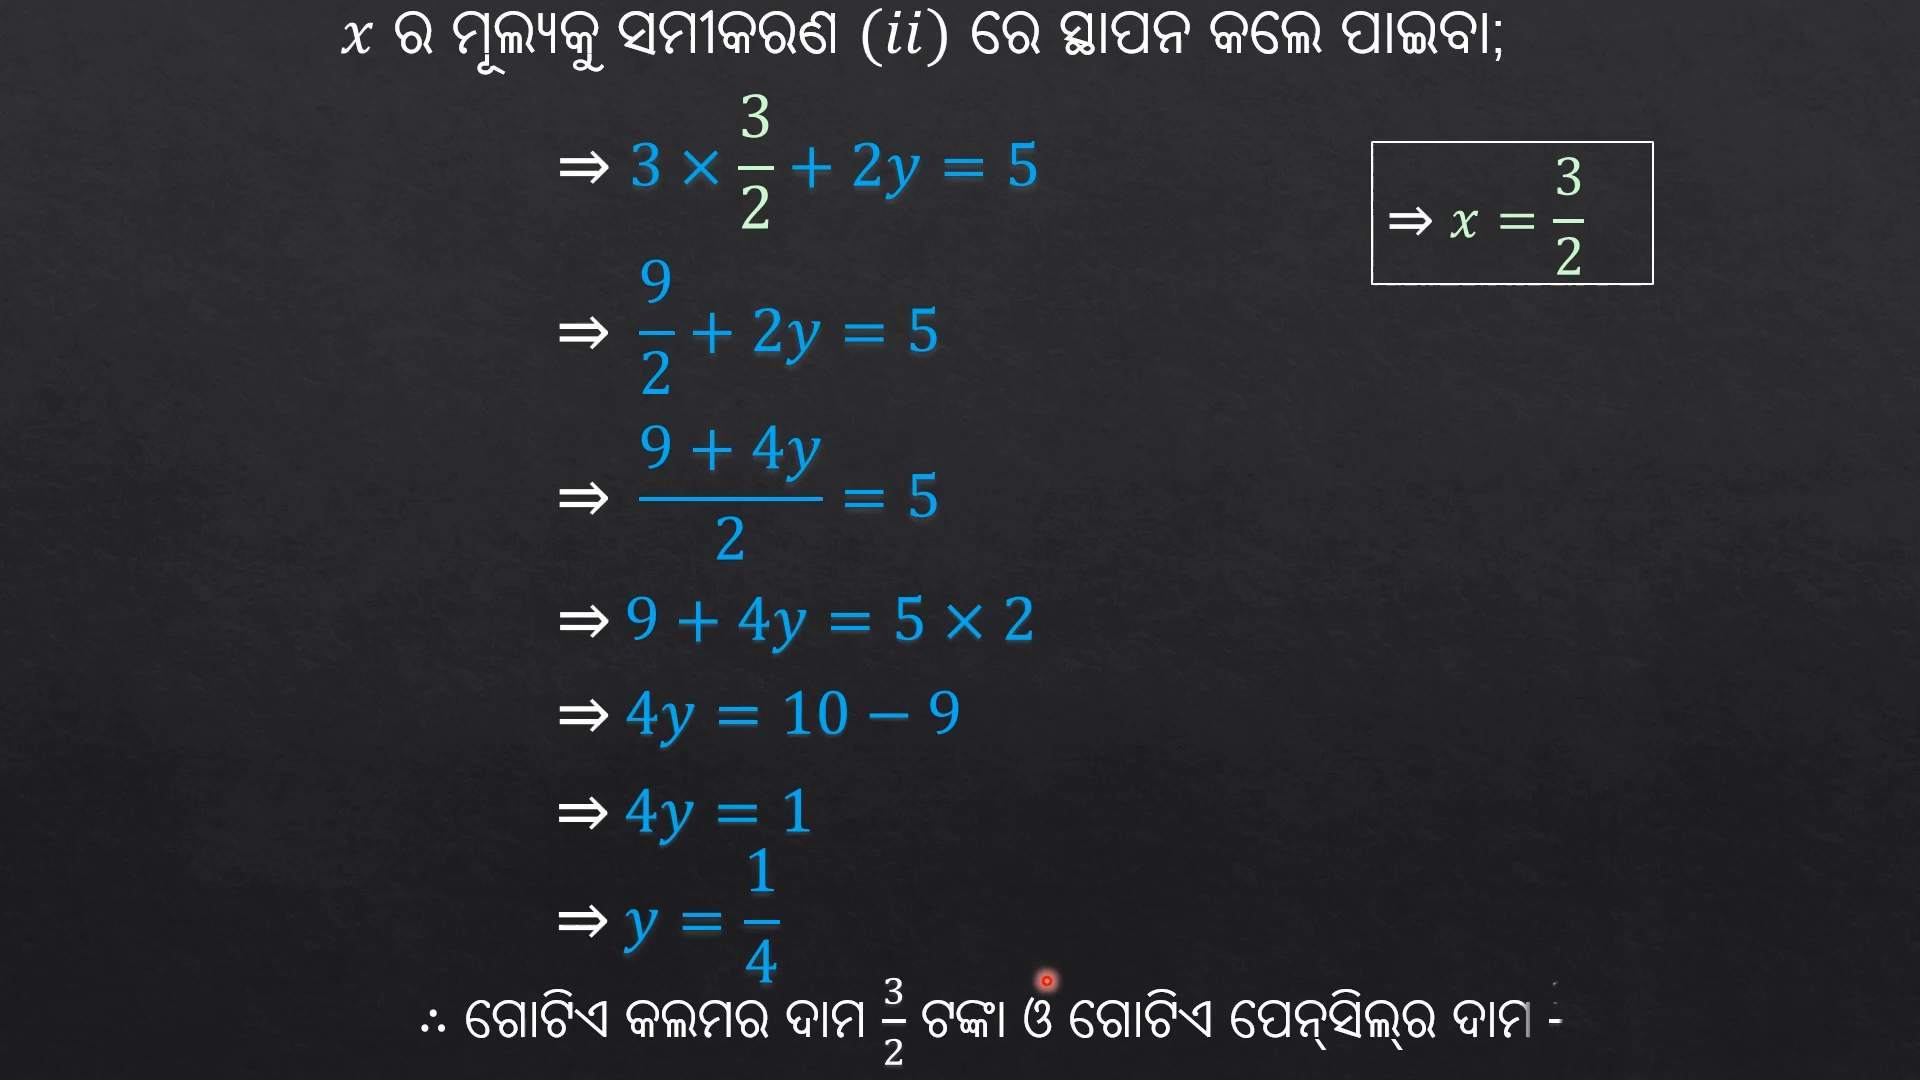 x ର ମୂଲ୍ୟକୁ ସମୀକରଣ (ii) ରେ ସ୍ଥାପନ କଲେ ପାଇବା;
⇒ 3 × 3/2 + 2y = 5
⇒ x = 3/2
⇒ 9/2 + 2y = 5
⇒ (9 + 4y)/2 = 5
⇒ 9 + 4y = 5 × 2
⇒ 4y = 10 − 9
⇒ 4y = 1
⇒ y = 1/4
∴ ଗୋଟିଏ କଲମର ଦାମ 3/2 ଟଙ୍କା ଓ ଗୋଟିଏ ପେନ୍‌ସିଲ୍‌ର ଦାମ